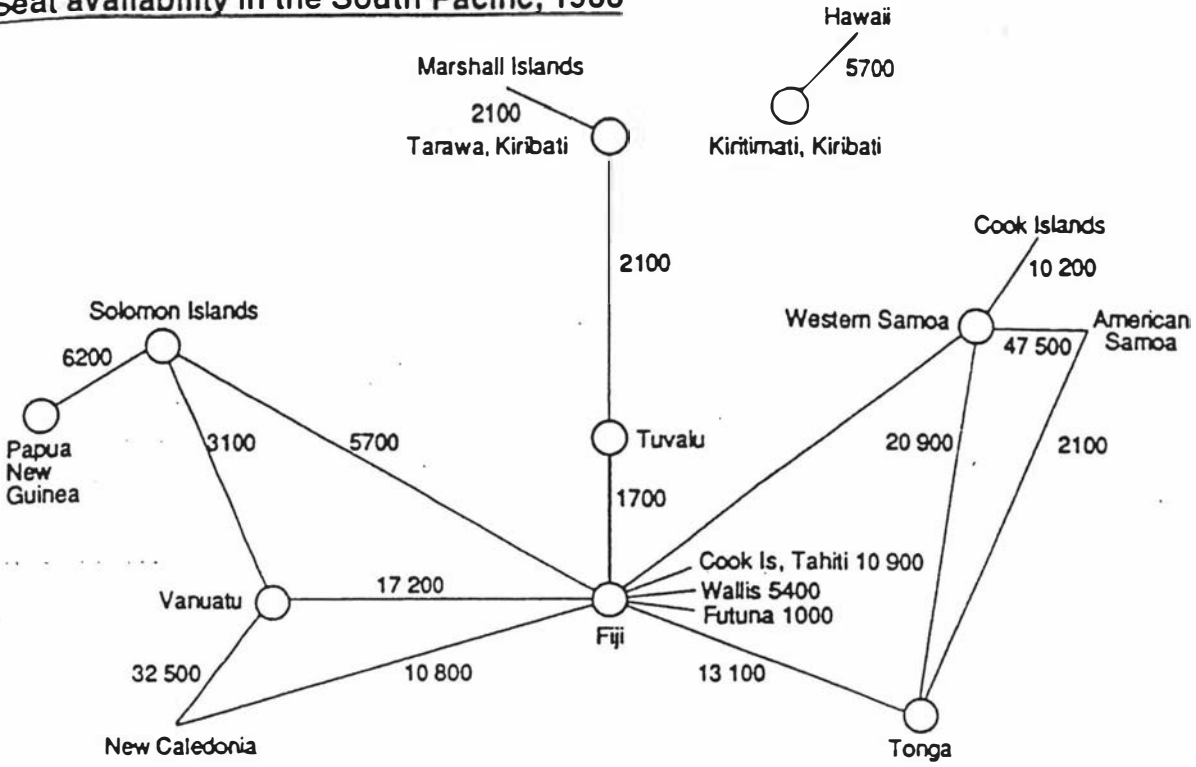 Seat availability in the South Pacific, 1988
Hawaii
5700
Marshall Islands
2100
Tarawa, Kiribati
Kiritimati, Kiribati
Cook Islands
10 200
2100
Solomon Islands
Western Samoa
American
Samoa
47 500
6200
Papua
New
Guinea
3100
5700
Tuvalu
20 900
2100
1700
Cook Is, Tahiti 10 900
Wallis 5400
Futuna 1000
Vanuatu
17 200
Fiji
32 500
10 800
13 100
New Caledonia
Tonga